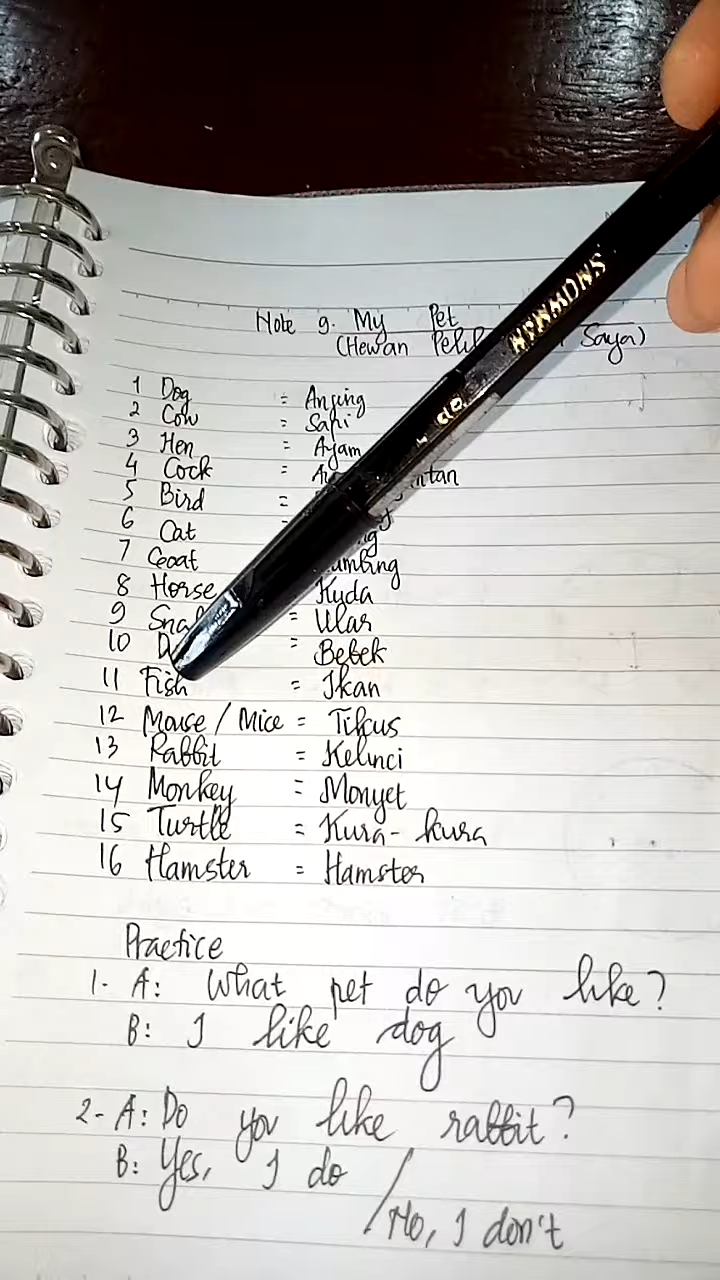 Note 9. My Pet
(Hewan Saya)
1 Dog = Anjing
2 Cow = Sapi
3 Hen = Ayam
4 Cock =
5 Bird =
6 Cat =
7 Goat
8 Horse Kuda
9 = Ular
10 = Bebek
11 Fish = Ikan
12 Mouse / Mice = Tikus
13 Rabbit = Kelinci
14 Monkey = Monyet
15 Turtle = Kura-kura
16 Hamster = Hamster
Practice
1- A: What pet do you like?
B: I like dog
2- A: Do you like rabbit?
B: Yes, I do
/ No, I don't